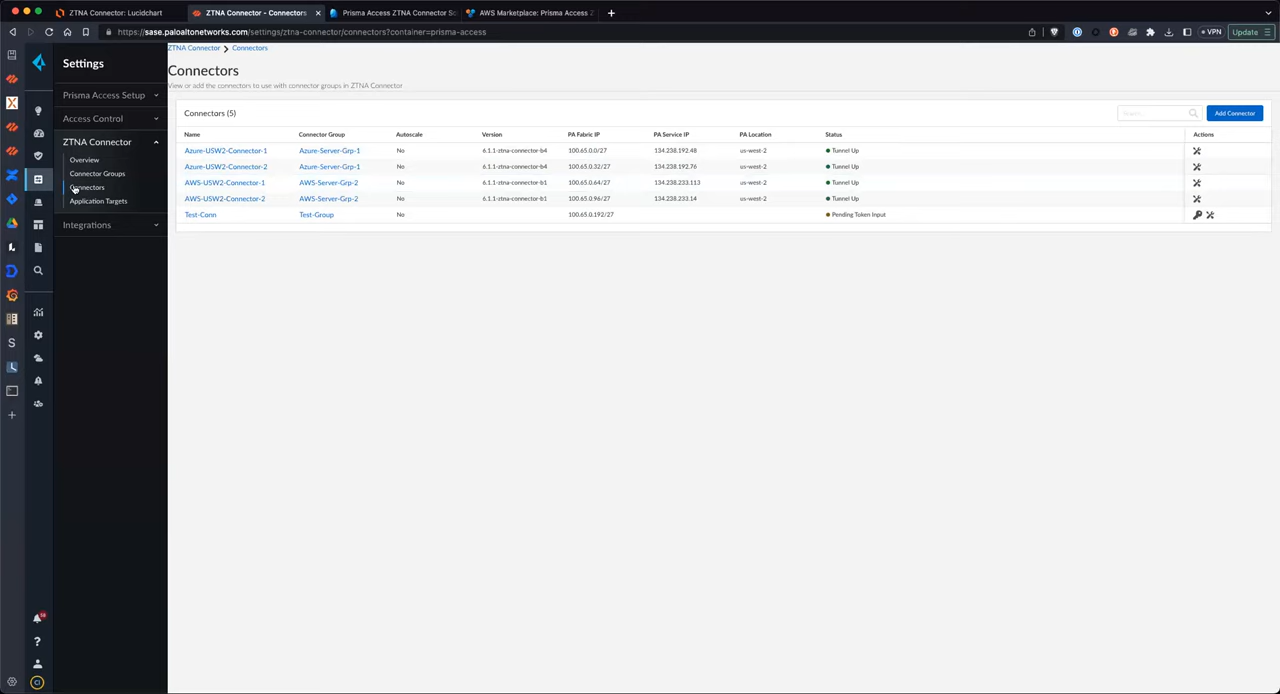 ZTNA Connector: Lucidchart
ZTNA Connector - Connectors
Prisma Access ZTNA Connector So
AWS Marketplace: Prisma Access Z
https://sase.paloaltonetworks.com/settings/ztna-connector/connectors?container=prisma-access
VPN
Update
Settings
Prisma Access Setup
Access Control
ZTNA Connector
Overview
Connector Groups
Connectors
Application Targets
Integrations
ZTNA Connector > Connectors
Connectors
View or add the connectors to use with connector groups in ZTNA Connector
Connectors (5)
Search...
Add Connector
Name Connector Group Autoscale Version PA Fabric IP PA Service IP PA Location Status Actions
Azure-USW2-Connector-1 Azure-Server-Grp-1 No 6.1.1-ztna-connector-b4 100.65.0.0/27 134.238.192.48 us-west-2 Tunnel Up
Azure-USW2-Connector-2 Azure-Server-Grp-1 No 6.1.1-ztna-connector-b4 100.65.0.32/27 134.238.192.76 us-west-2 Tunnel Up
AWS-USW2-Connector-1 AWS-Server-Grp-2 No 6.1.1-ztna-connector-b1 100.65.0.64/27 134.238.233.113 us-west-2 Tunnel Up
AWS-USW2-Connector-2 AWS-Server-Grp-2 No 6.1.1-ztna-connector-b1 100.65.0.96/27 134.238.233.14 us-west-2 Tunnel Up
Test-Conn Test-Group No 100.65.0.192/27 Pending Token Input
S
CI